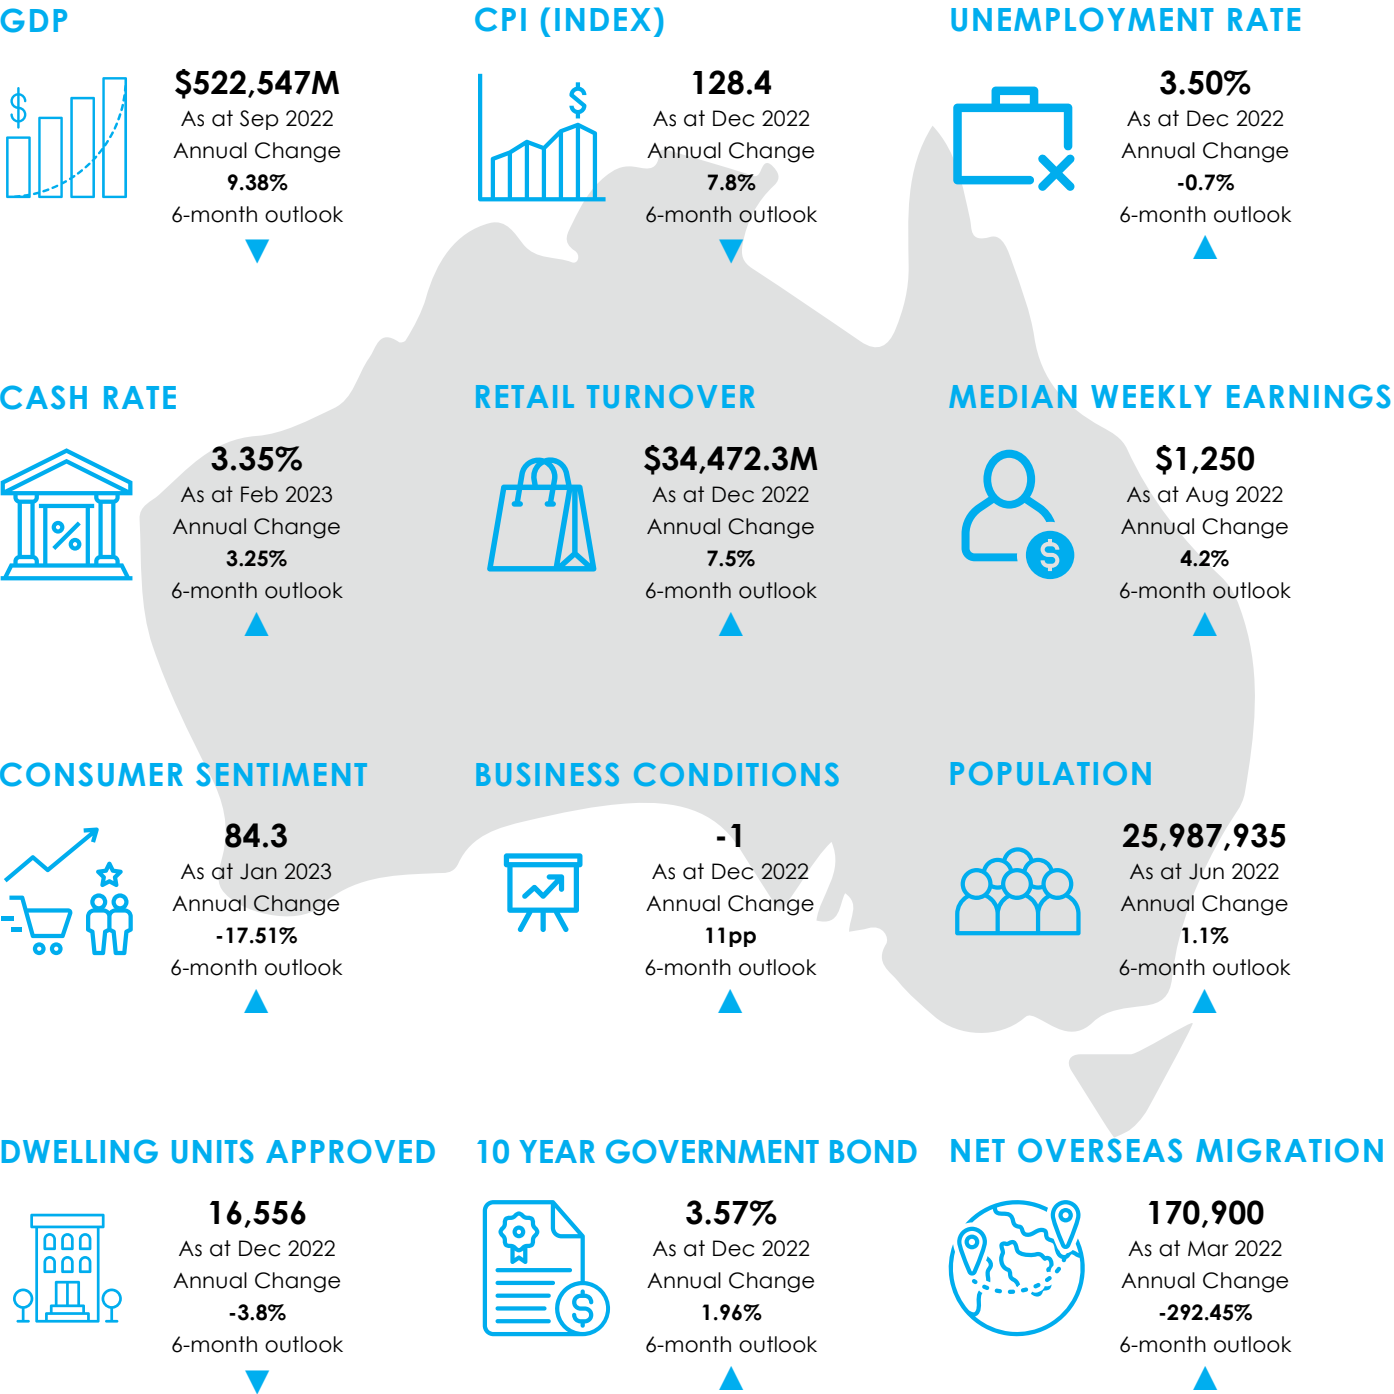 GDP
$522,547M
As at Sep 2022
Annual Change
9.38%
6-month outlook
▼
CPI (INDEX)
$
128.4
As at Dec 2022
Annual Change
7.8%
6-month outlook
▼
UNEMPLOYMENT RATE
3.50%
As at Dec 2022
Annual Change
-0.7%
6-month outlook
▲
CASH RATE
%
3.35%
As at Feb 2023
Annual Change
3.25%
6-month outlook
▲
RETAIL TURNOVER
$34,472.3M
As at Dec 2022
Annual Change
7.5%
6-month outlook
▲
MEDIAN WEEKLY EARNINGS
$
$1,250
As at Aug 2022
Annual Change
4.2%
6-month outlook
▲
CONSUMER SENTIMENT
84.3
As at Jan 2023
Annual Change
-17.51%
6-month outlook
▲
BUSINESS CONDITIONS
-1
As at Dec 2022
Annual Change
11pp
6-month outlook
▲
POPULATION
25,987,935
As at Jun 2022
Annual Change
1.1%
6-month outlook
▲
DWELLING UNITS APPROVED
16,556
As at Dec 2022
Annual Change
-3.8%
6-month outlook
▼
10 YEAR GOVERNMENT BOND
$
3.57%
As at Dec 2022
Annual Change
1.96%
6-month outlook
▲
NET OVERSEAS MIGRATION
170,900
As at Mar 2022
Annual Change
-292.45%
6-month outlook
▲